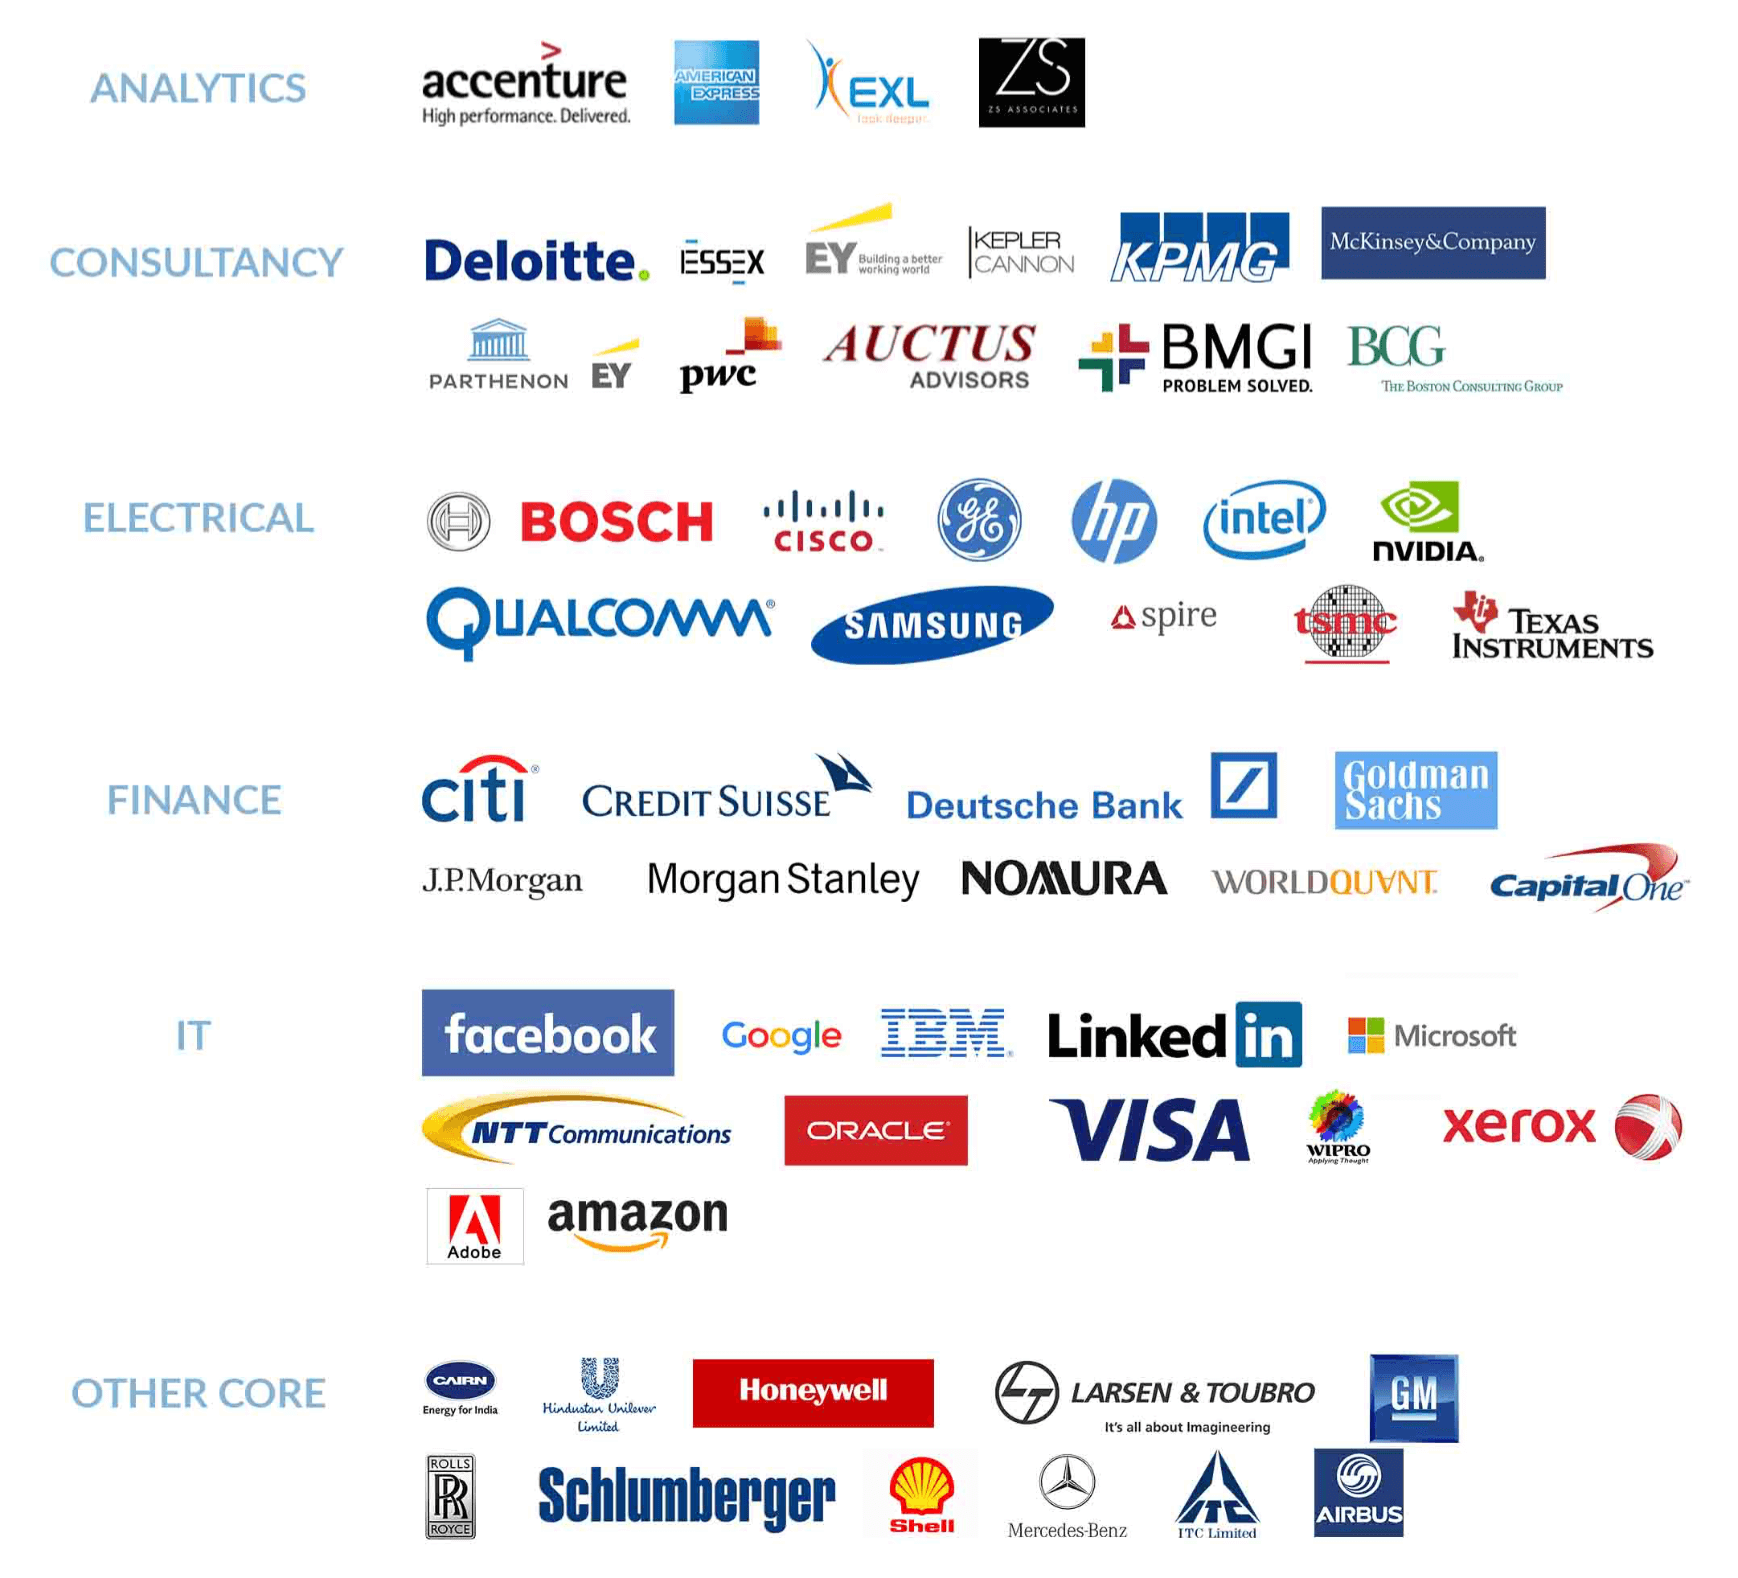 ANALYTICS
accenture
High performance. Delivered.
AMERICAN
EXPRESS
EXL
look deeper.
ZS
ZS ASSOCIATES
CONSULTANCY
Deloitte.
ESSEX
EY Building a better
working world
KEPLER
CANNON
KPMG
McKinsey&Company
PARTHENON EY
pwc
AUCTUS
ADVISORS
BMGI
PROBLEM SOLVED.
BCG
THE BOSTON CONSULTING GROUP
ELECTRICAL
BOSCH
CISCO
GE
hp
intel®
NVIDIA®
QUALCOMM®
SAMSUNG
spire
tsmc
TEXAS
INSTRUMENTS
FINANCE
citi®
CREDIT SUISSE
Deutsche Bank
Goldman
Sachs
J.P.Morgan
Morgan Stanley
NOMURA
WORLDQUANT
Capital One
IT
facebook
Google
IBM®
Linked in
Microsoft
NTT Communications
ORACLE®
VISA
WIPRO
Applying Thought
xerox
Adobe
amazon
OTHER CORE
CAIRN
Energy for India
Hindustan Unilever
Limited
Honeywell
LT LARSEN & TOUBRO
It's all about Imagineering
GM
ROLLS
RR
ROYCE
Schlumberger
Shell
Mercedes-Benz
ITC
ITC Limited
AIRBUS